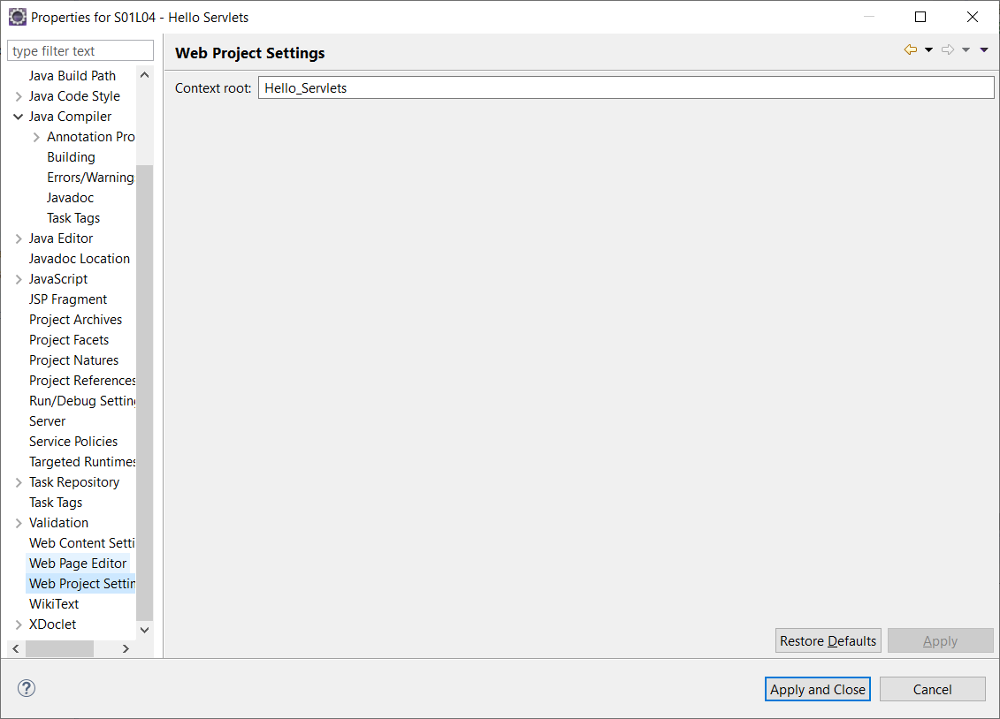 Properties for S01L04 - Hello Servlets
type filter text
Java Build Path
Java Code Style
Java Compiler
Annotation Pro
Building
Errors/Warning
Javadoc
Task Tags
Java Editor
Javadoc Location
JavaScript
JSP Fragment
Project Archives
Project Facets
Project Natures
Project References
Run/Debug Setting
Server
Service Policies
Targeted Runtimes
Task Repository
Task Tags
Validation
Web Content Setti
Web Page Editor
Web Project Settin
WikiText
XDoclet
Web Project Settings
Context root: Hello_Servlets
Restore Defaults Apply
? Apply and Close Cancel